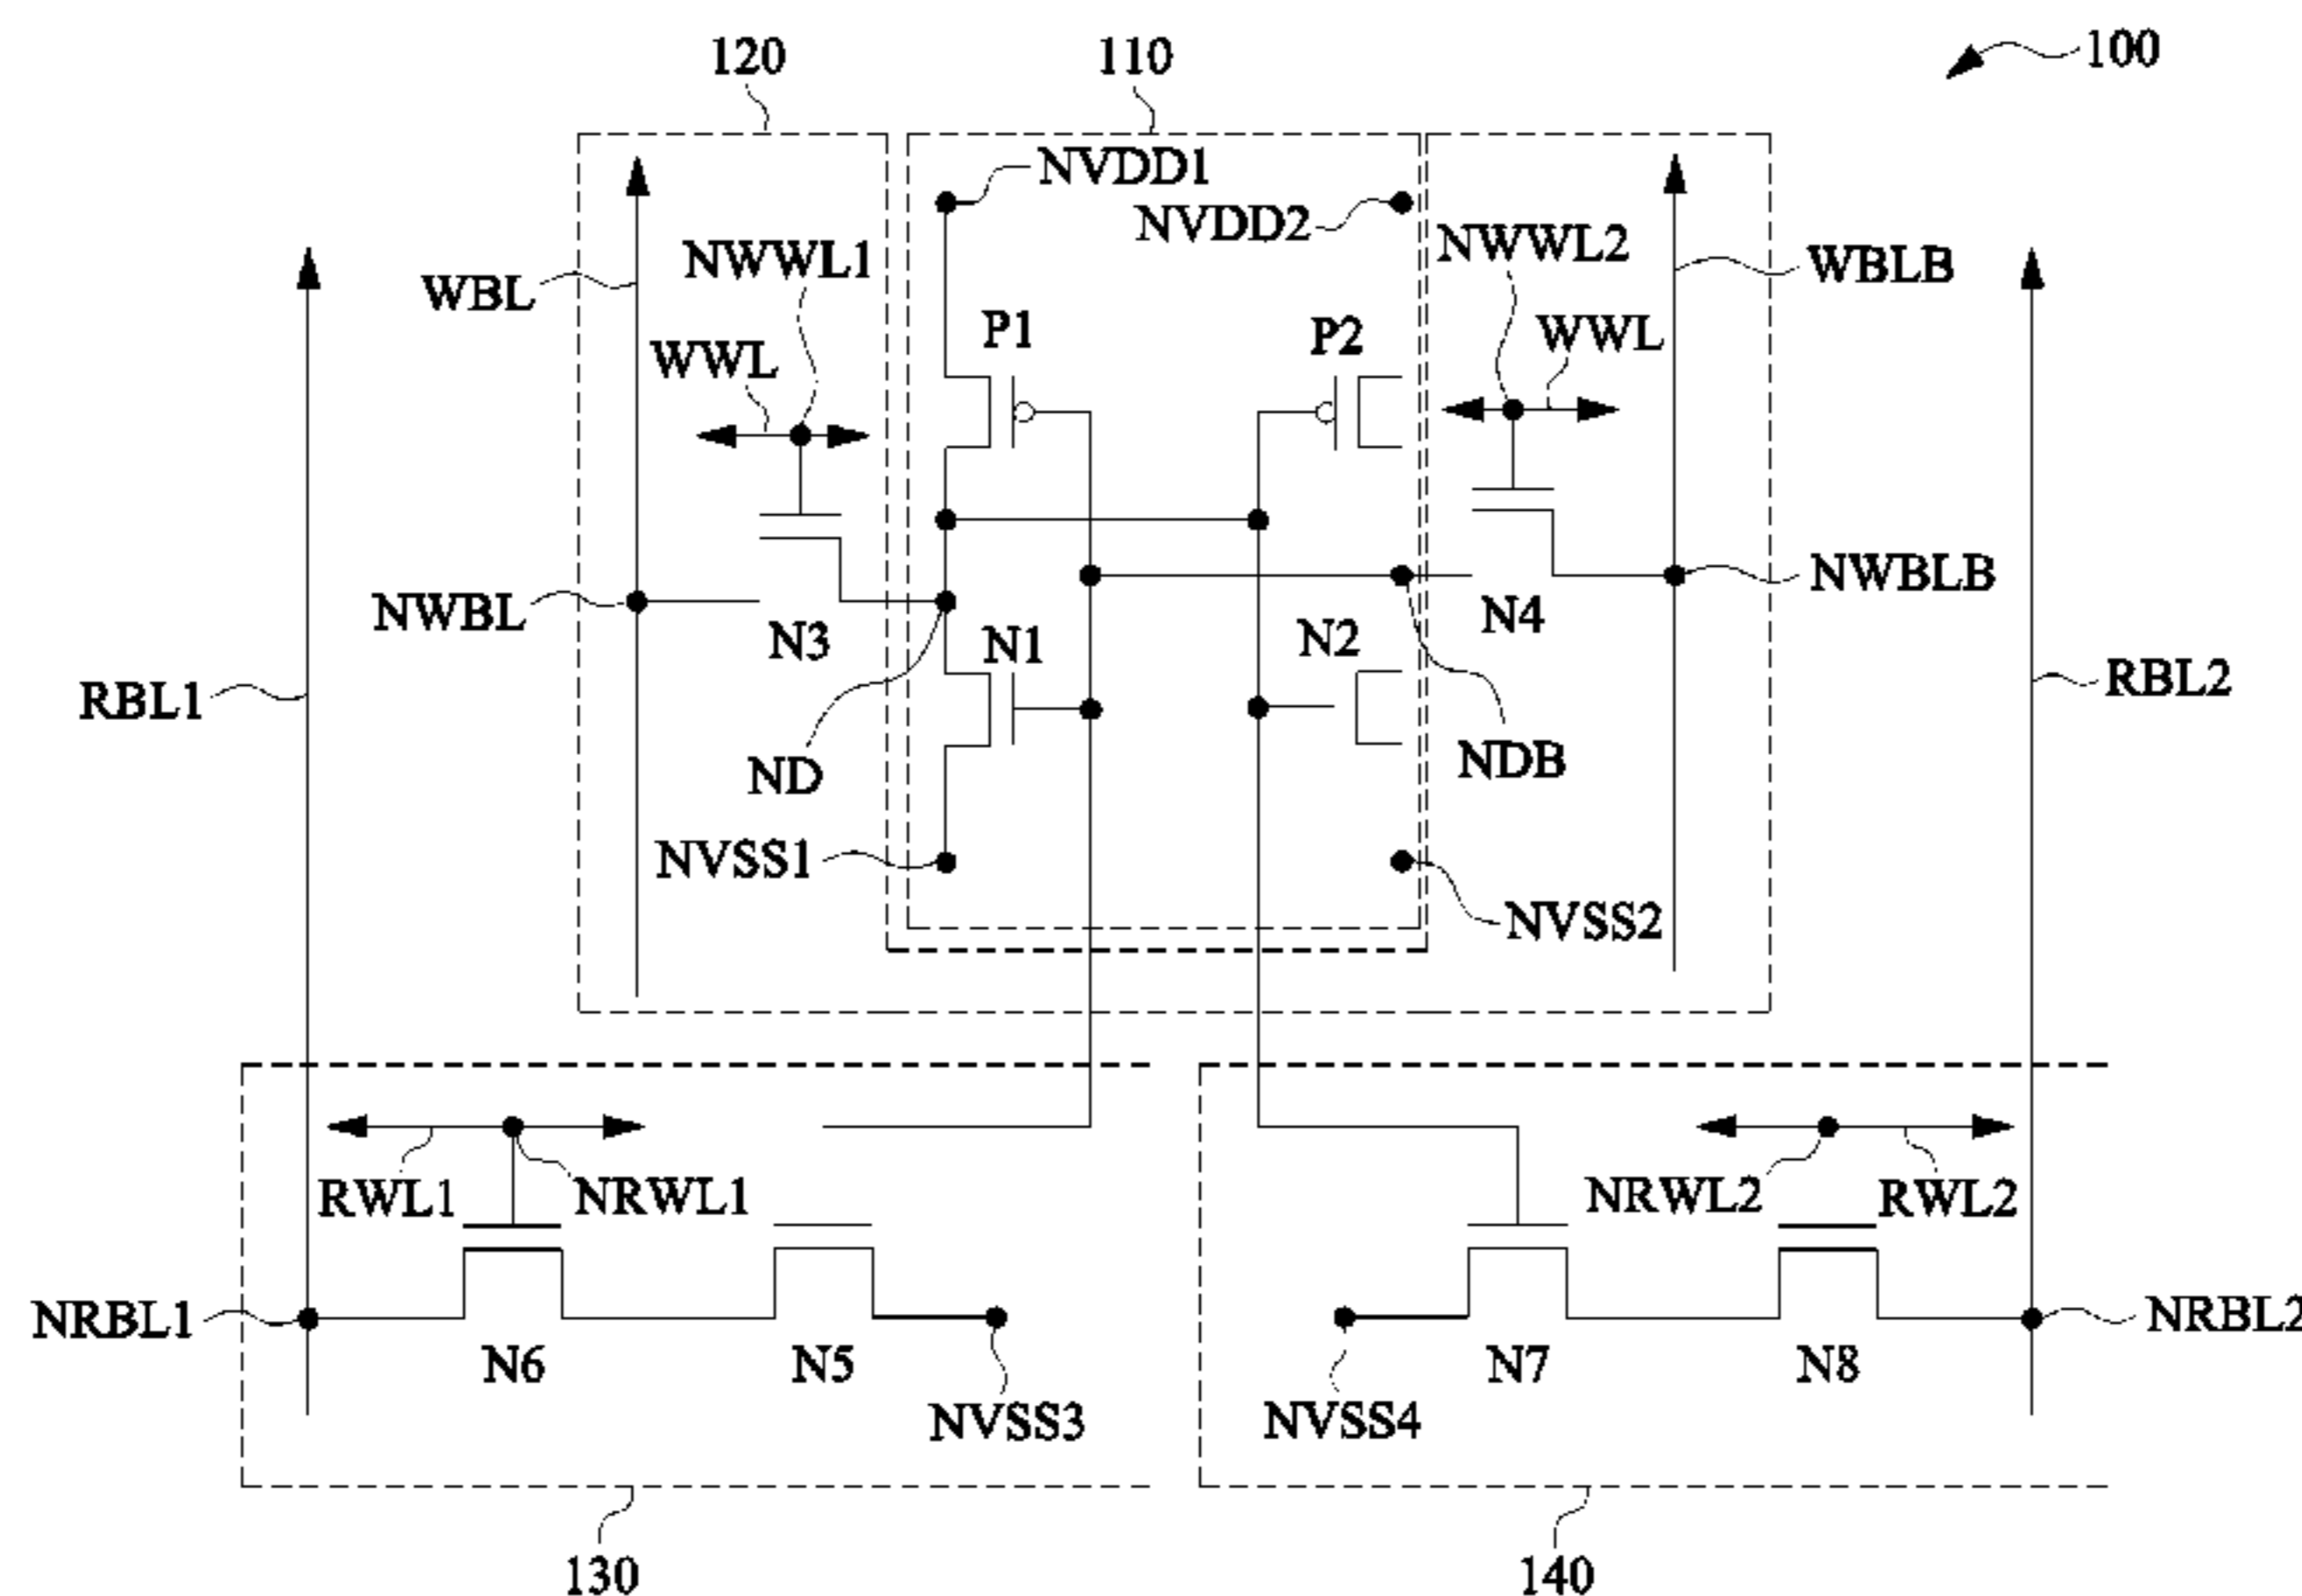 120
110
100
NVDD1
NVDD2
NWWL1
NWWL2
WBL
WBLB
WWL
WWL
P1
P2
NWBL
N3
N1
N2
N4
NWBLB
RBL1
RBL2
ND
NDB
NVSS1
NVSS2
RWL1
NRWL1
NRWL2
RWL2
NRBL1
NRBL2
N6
N5
N7
N8
NVSS3
NVSS4
130
140